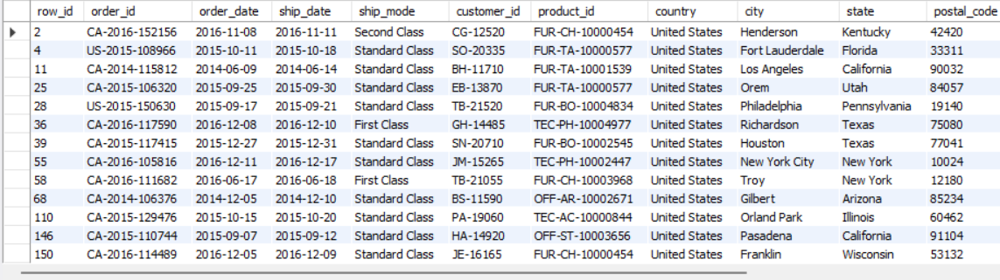 row_id order_id order_date ship_date ship_mode customer_id product_id country city state postal_code
2 CA-2016-152156 2016-11-08 2016-11-11 Second Class CG-12520 FUR-CH-10000454 United States Henderson Kentucky 42420
4 US-2015-108966 2015-10-11 2015-10-18 Standard Class SO-20335 FUR-TA-10000577 United States Fort Lauderdale Florida 33311
11 CA-2014-115812 2014-06-09 2014-06-14 Standard Class BH-11710 FUR-TA-10001539 United States Los Angeles California 90032
25 CA-2015-106320 2015-09-25 2015-09-30 Standard Class EB-13870 FUR-TA-10000577 United States Orem Utah 84057
28 US-2015-150630 2015-09-17 2015-09-21 Standard Class TB-21520 FUR-BO-10004834 United States Philadelphia Pennsylvania 19140
36 CA-2016-117590 2016-12-08 2016-12-10 First Class GH-14485 TEC-PH-10004977 United States Richardson Texas 75080
39 CA-2015-117415 2015-12-27 2015-12-31 Standard Class SN-20710 FUR-BO-10002545 United States Houston Texas 77041
55 CA-2016-105816 2016-12-11 2016-12-17 Standard Class JM-15265 TEC-PH-10002447 United States New York City New York 10024
58 CA-2016-111682 2016-06-17 2016-06-18 First Class TB-21055 FUR-CH-10003968 United States Troy New York 12180
68 CA-2014-106376 2014-12-05 2014-12-10 Standard Class BS-11590 OFF-AR-10002671 United States Gilbert Arizona 85234
110 CA-2015-129476 2015-10-15 2015-10-20 Standard Class PA-19060 TEC-AC-10000844 United States Orland Park Illinois 60462
146 CA-2015-110744 2015-09-07 2015-09-12 Standard Class HA-14920 OFF-ST-10003656 United States Pasadena California 91104
150 CA-2016-114489 2016-12-05 2016-12-09 Standard Class JE-16165 FUR-CH-10000454 United States Franklin Wisconsin 53132